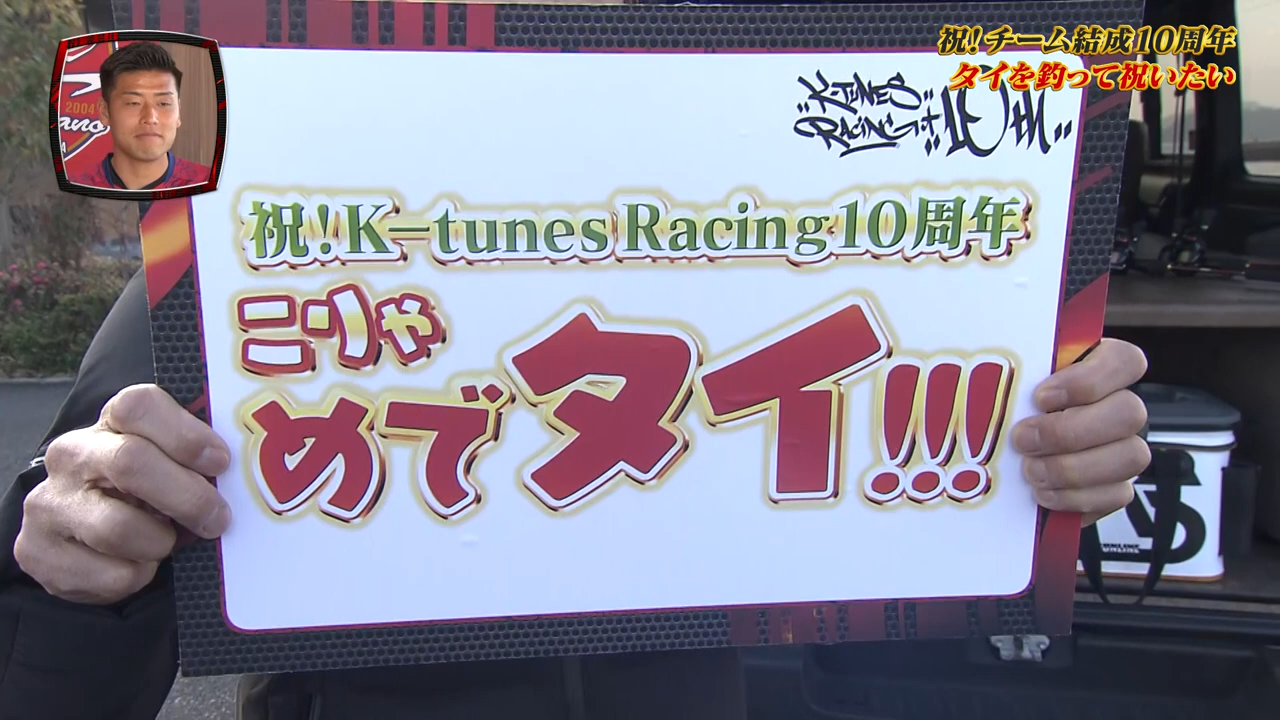 祝!チーム結成10周年
タイを釣って祝いたい
2004
K-TUNES
RACING+
祝!K-tunes Racing10周年
こりゃ
めでタイ!!!